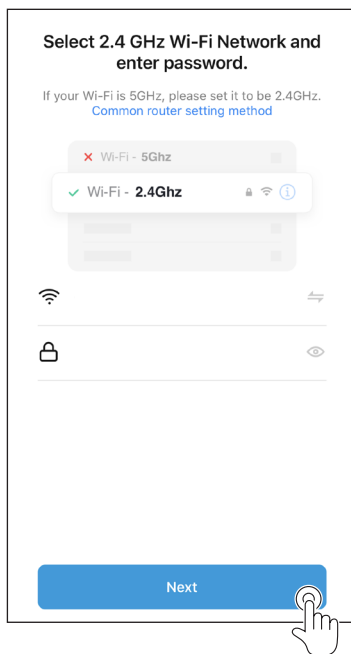 Select 2.4 GHz Wi-Fi Network and
enter password.
If your Wi-Fi is 5GHz, please set it to be 2.4GHz.
Common router setting method
Wi-Fi - 5Ghz
Wi-Fi - 2.4Ghz
Next